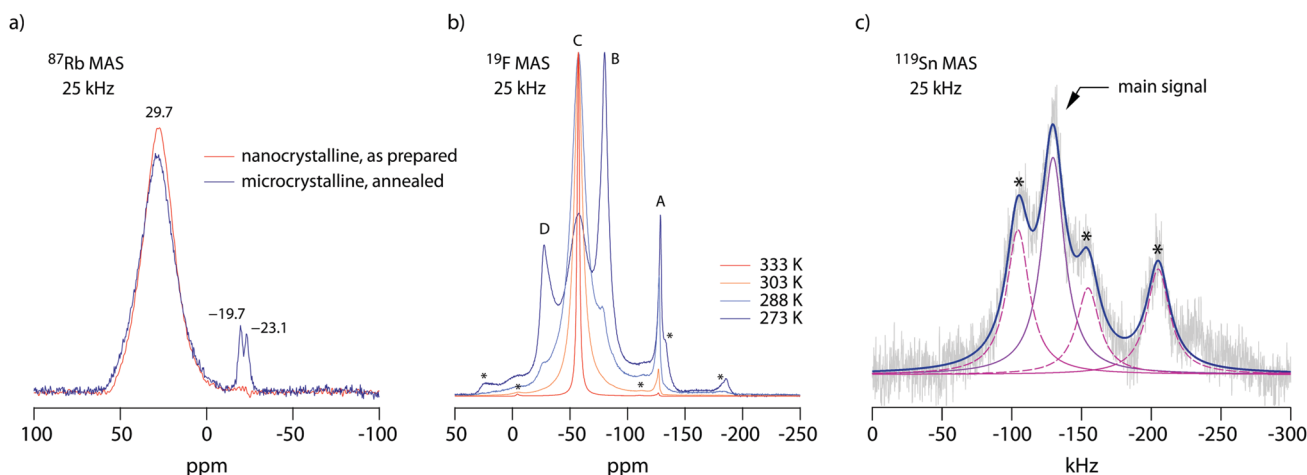 a)
⁸⁷Rb MAS
25 kHz
29.7
nanocrystalline, as prepared
microcrystalline, annealed
−19.7
−23.1
100
50
0
-50
-100
ppm
b)
¹⁹F MAS
25 kHz
C
B
D
A
333 K
303 K
288 K
273 K
*
*
*
*
*
50
0
-50
-100
-150
-200
-250
ppm
c)
¹¹⁹Sn MAS
25 kHz
main signal
*
*
*
0
-50
-100
-150
-200
-250
-300
kHz